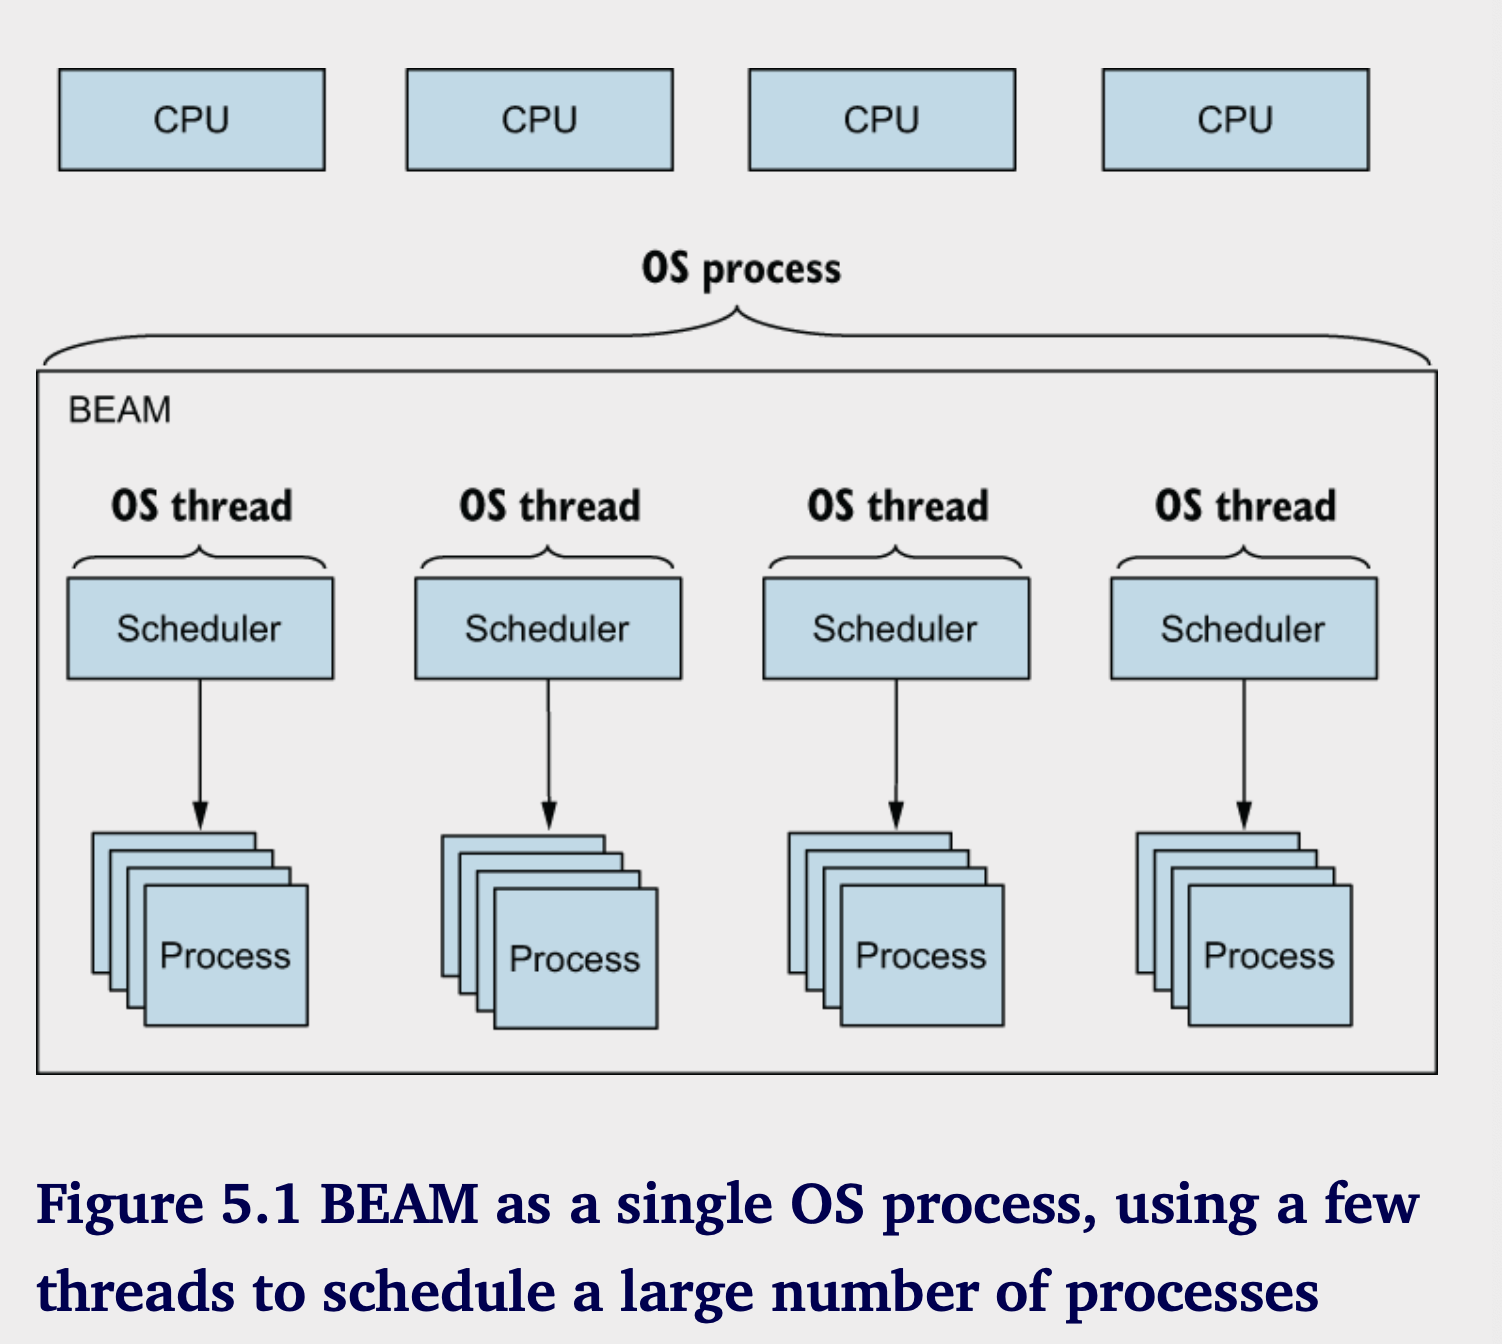 CPU CPU CPU CPU
OS process
BEAM
OS thread OS thread OS thread OS thread
Scheduler Scheduler Scheduler Scheduler
Process Process Process Process
Figure 5.1 BEAM as a single OS process, using a few
threads to schedule a large number of processes